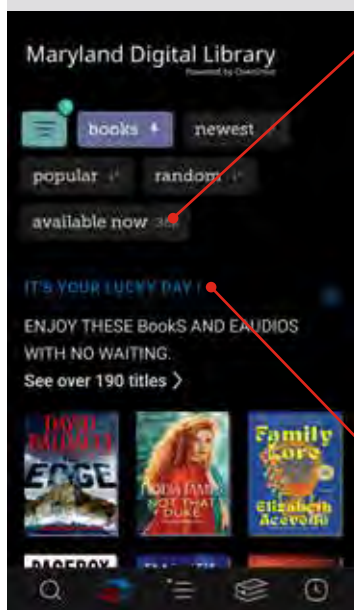 Maryland Digital Library
Powered by OverDrive
books + newest
popular random
available now
IT'S YOUR LUCKY DAY !
ENJOY THESE BookS AND EAUDIOS
WITH NO WAITING.
See over 190 titles >
DAVID
BALDACCI
EDGE
NOT THAT
DUKE
Family
Lore
Elizabeth
Acevedo